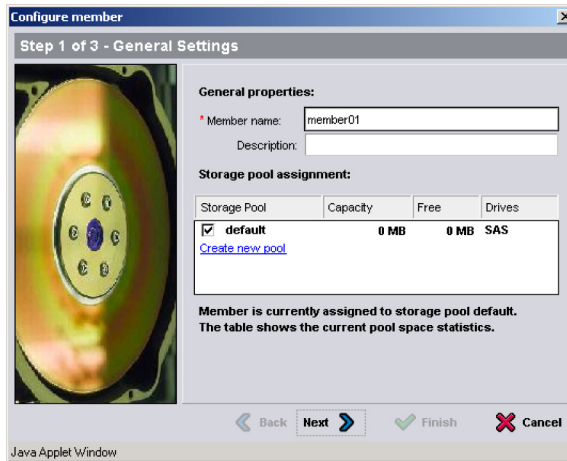 Configure member
Step 1 of 3 - General Settings
General properties:
* Member name: member01
Description:
Storage pool assignment:
Storage Pool Capacity Free Drives
default 0 MB 0 MB SAS
Create new pool
Member is currently assigned to storage pool default.
The table shows the current pool space statistics.
Back Next Finish Cancel
Java Applet Window